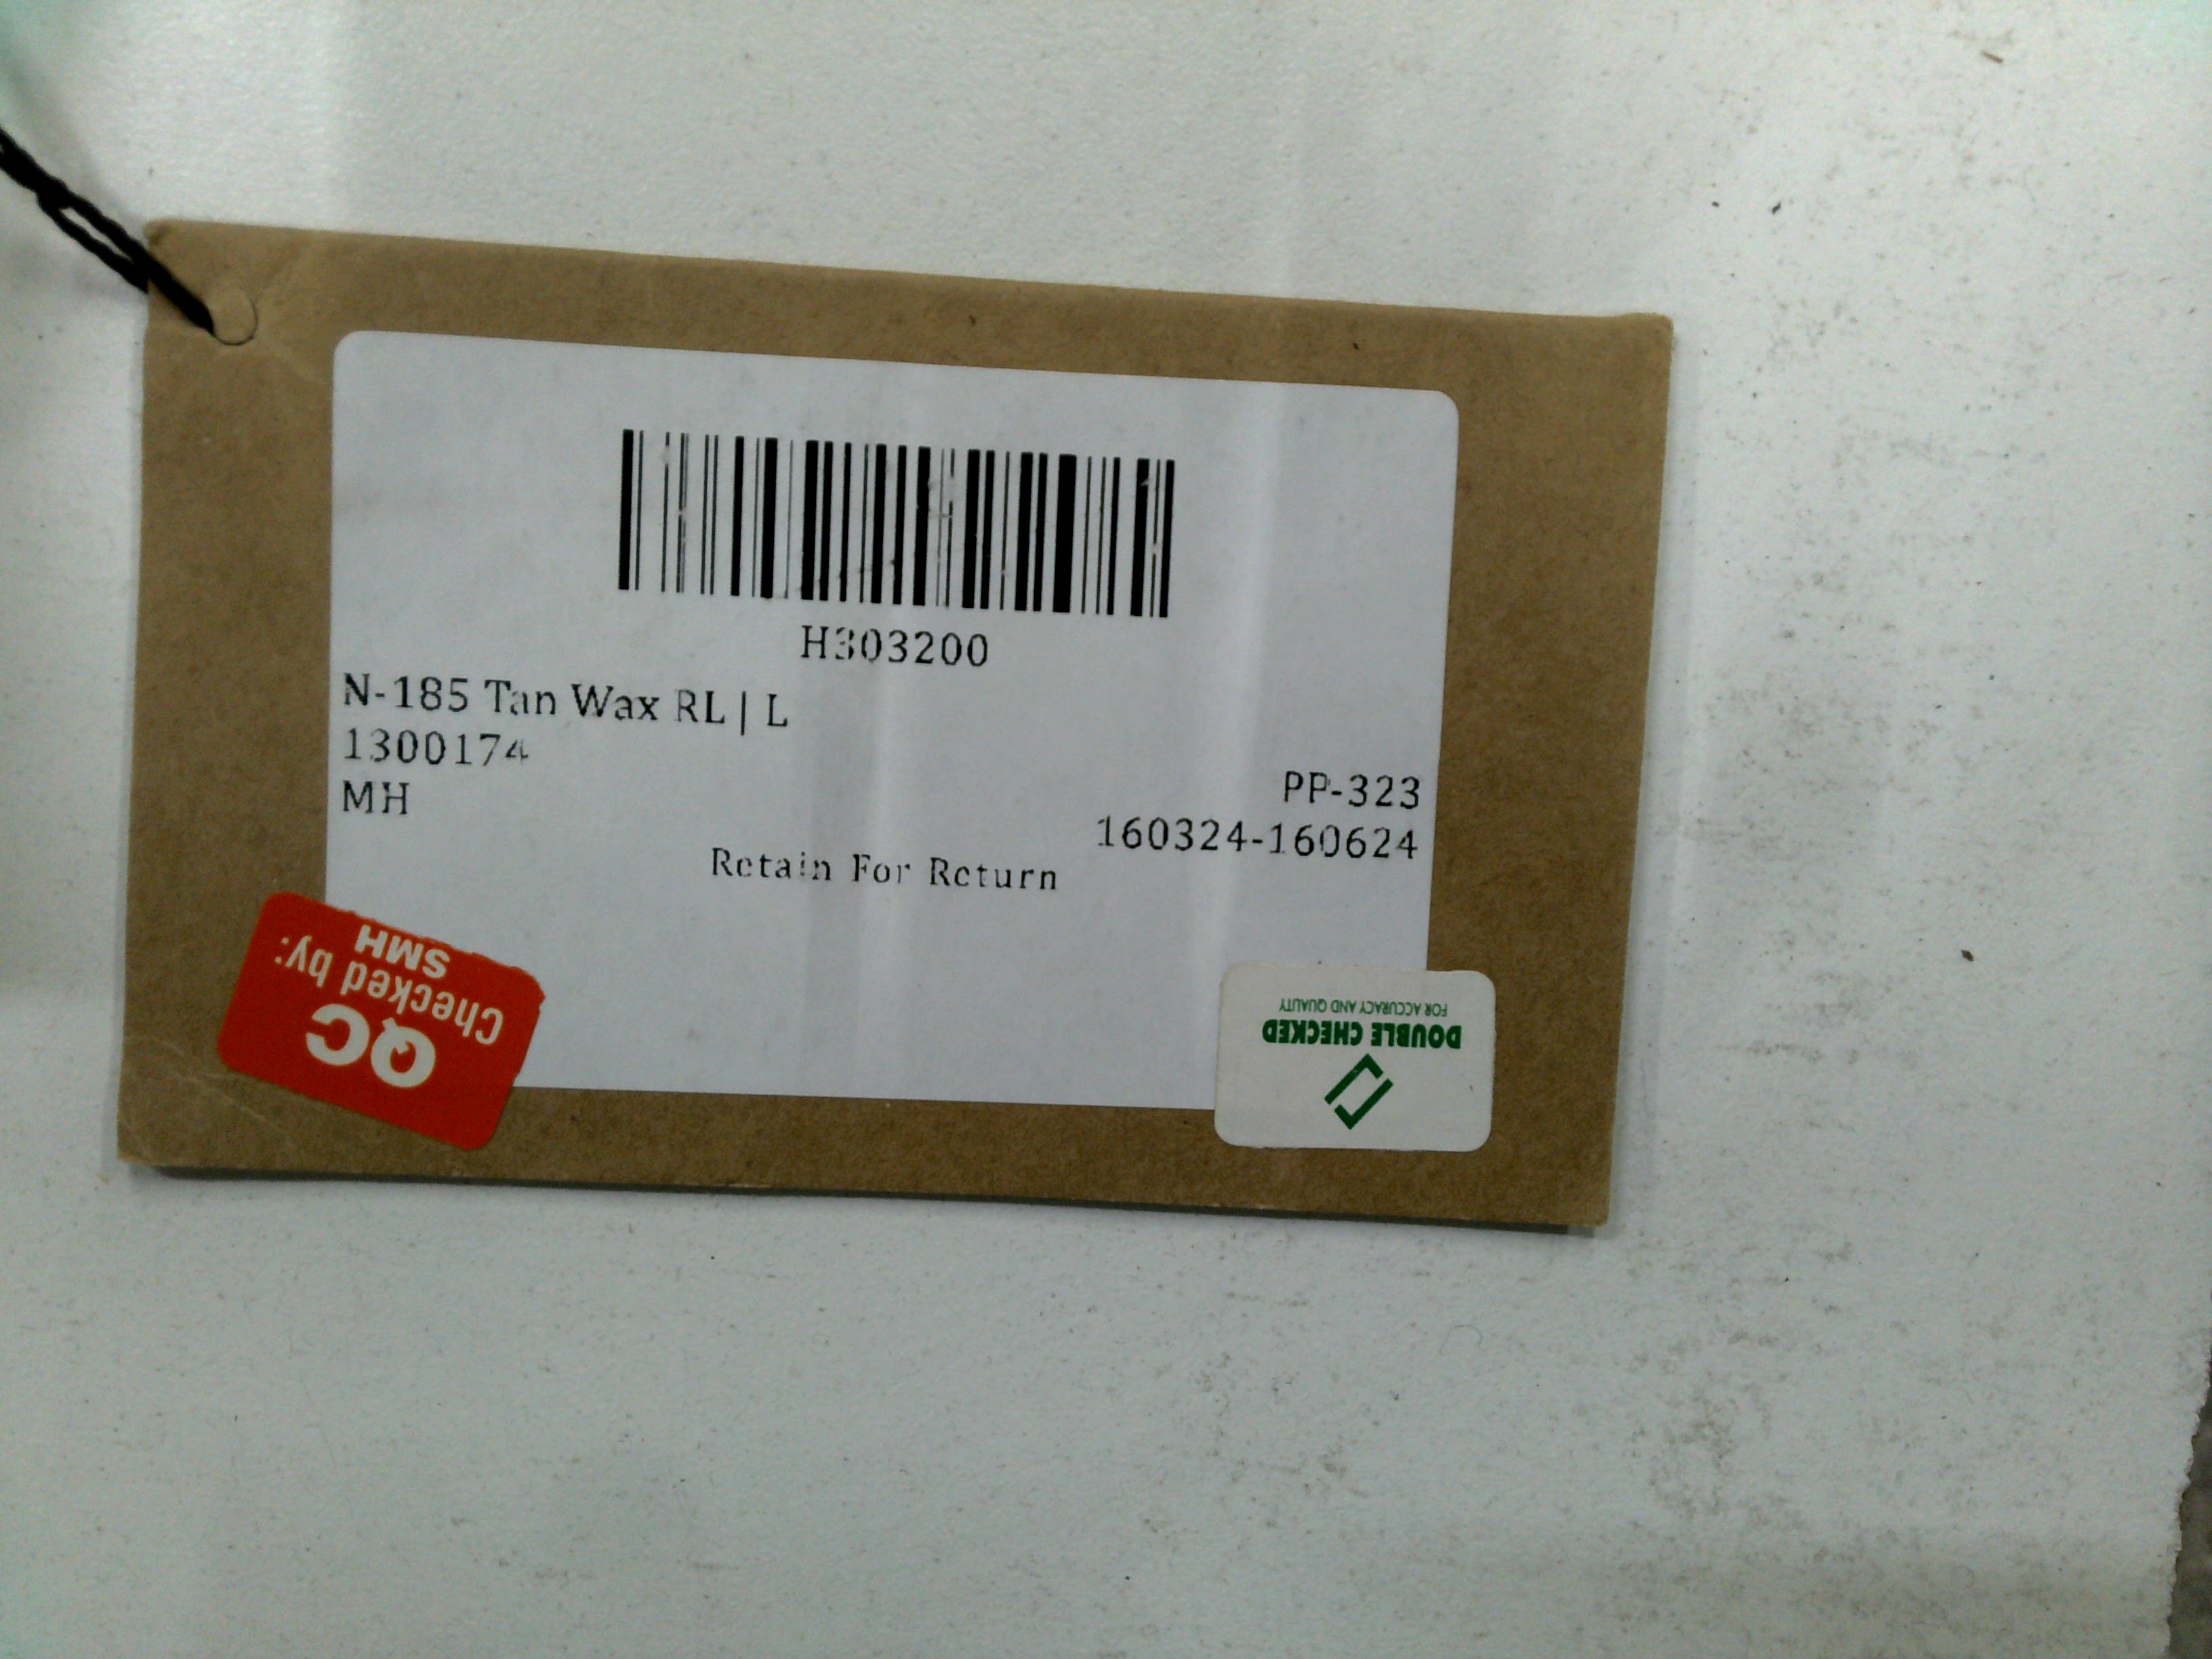 H303200
N-185 Tan Wax RL | L
1300174
MH
PP-323
160324-160624
Retain For Return
QC
Checked by:
SMH
DOUBLE CHECKED
FOR ACCURACY AND QUALITY